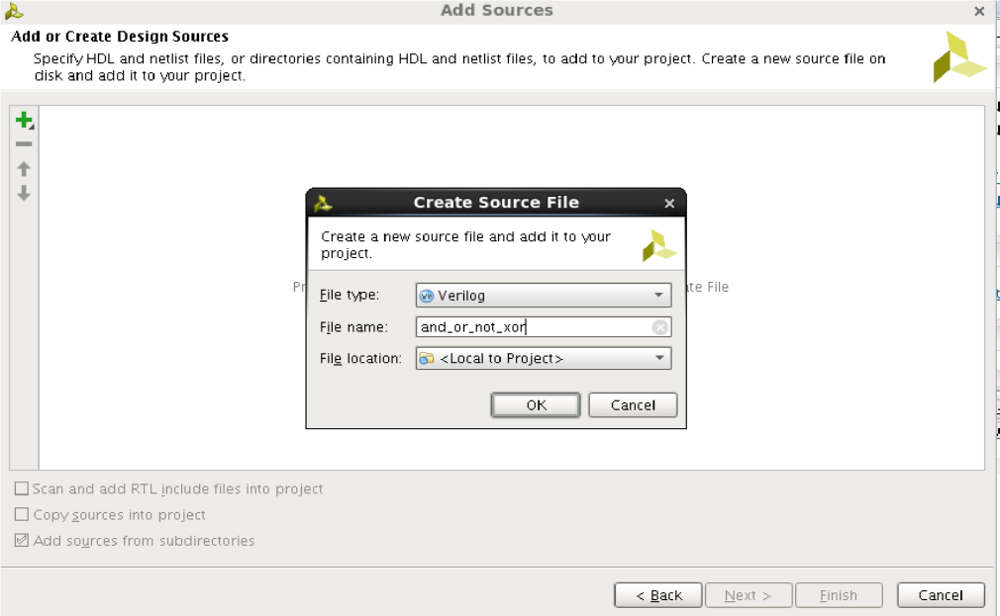 Add Sources
Add or Create Design Sources
Specify HDL and netlist files, or directories containing HDL and netlist files, to add to your project. Create a new source file on
disk and add it to your project.
Create Source File
Create a new source file and add it to your
project.
File type:
Verilog
File name:
and_or_not_xor
File location:
<Local to Project>
OK
Cancel
File
Scan and add RTL include files into project
Copy sources into project
Add sources from subdirectories
< Back
Next >
Finish
Cancel